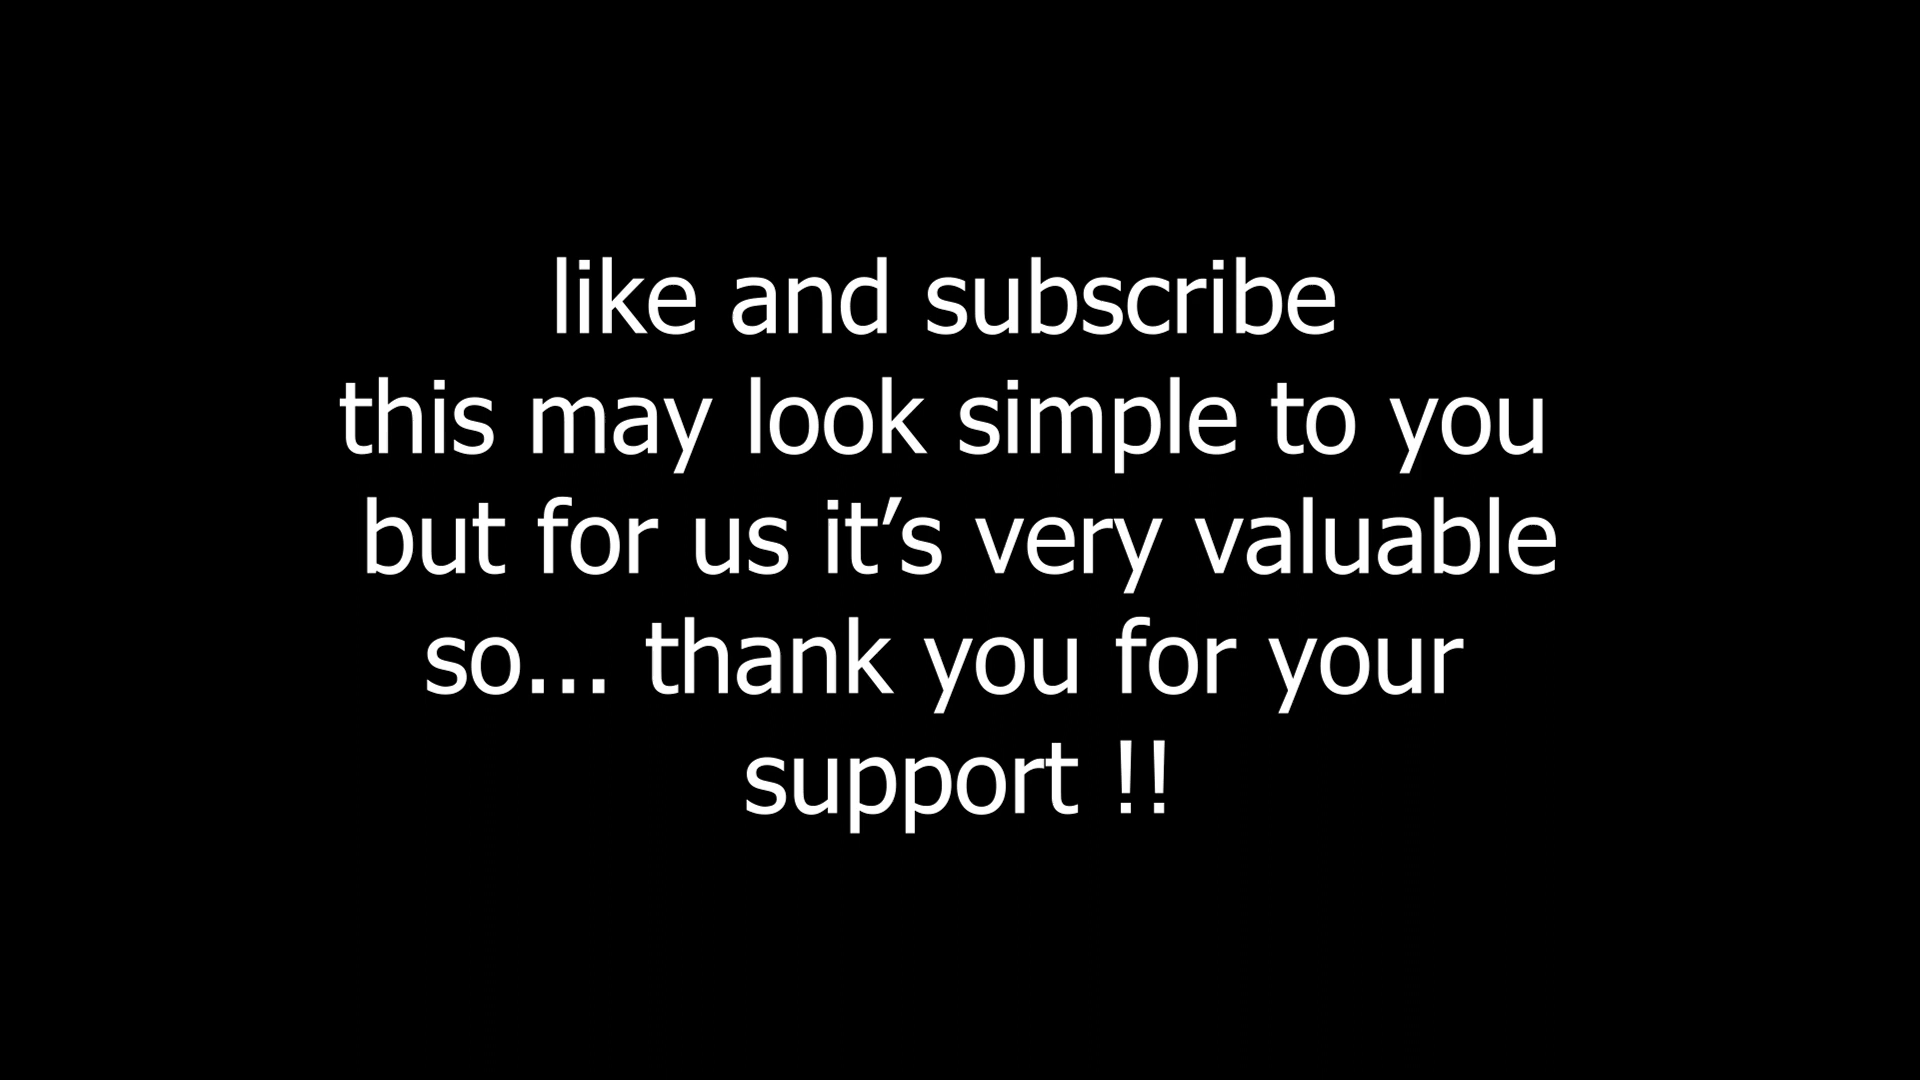 like and subscribe
this may look simple to you
but for us it’s very valuable
so... thank you for your
support !!